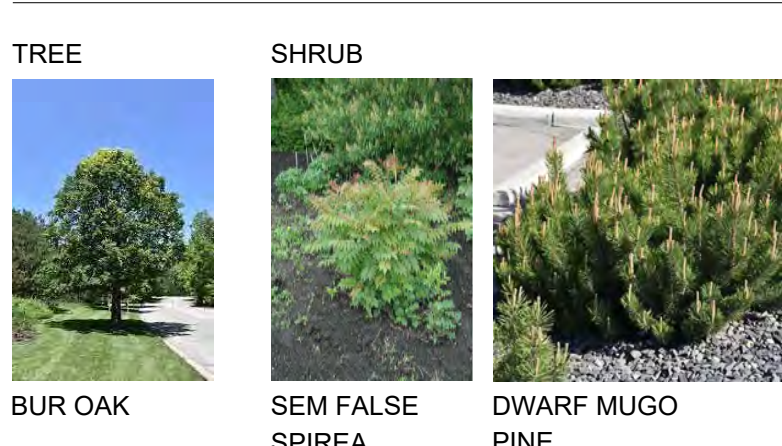 TREE
SHRUB
BUR OAK
SEM FALSE
SPIREA
DWARF MUGO
PINE